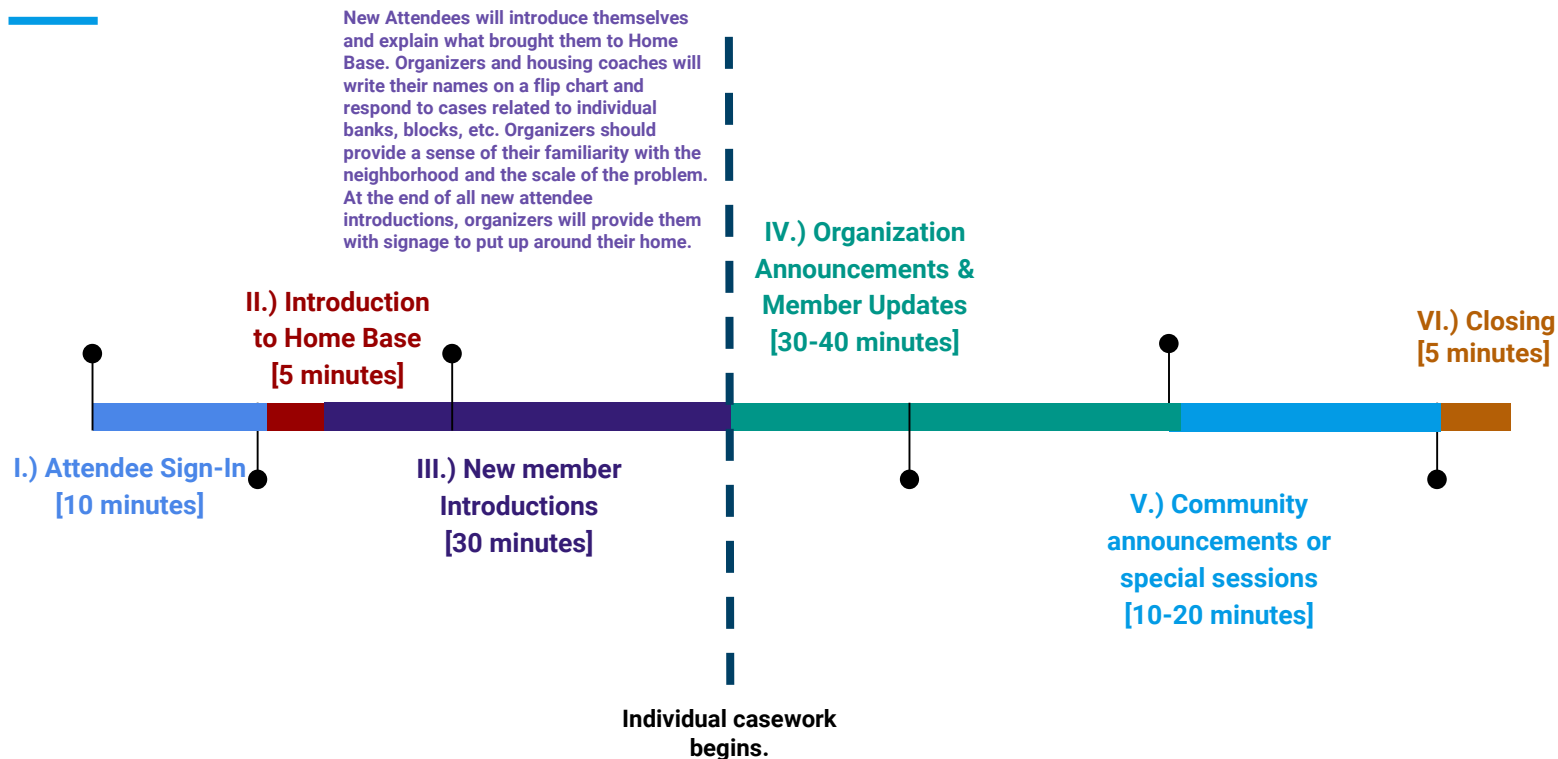 New Attendees will introduce themselves
and explain what brought them to Home
Base. Organizers and housing coaches will
write their names on a flip chart and
respond to cases related to individual
banks, blocks, etc. Organizers should
provide a sense of their familiarity with the
neighborhood and the scale of the problem.
At the end of all new attendee
introductions, organizers will provide them
with signage to put up around their home.
II.) Introduction
to Home Base
[5 minutes]
IV.) Organization
Announcements &
Member Updates
[30-40 minutes]
VI.) Closing
[5 minutes]
I.) Attendee Sign-In
[10 minutes]
III.) New member
Introductions
[30 minutes]
V.) Community
announcements or
special sessions
[10-20 minutes]
Individual casework
begins.